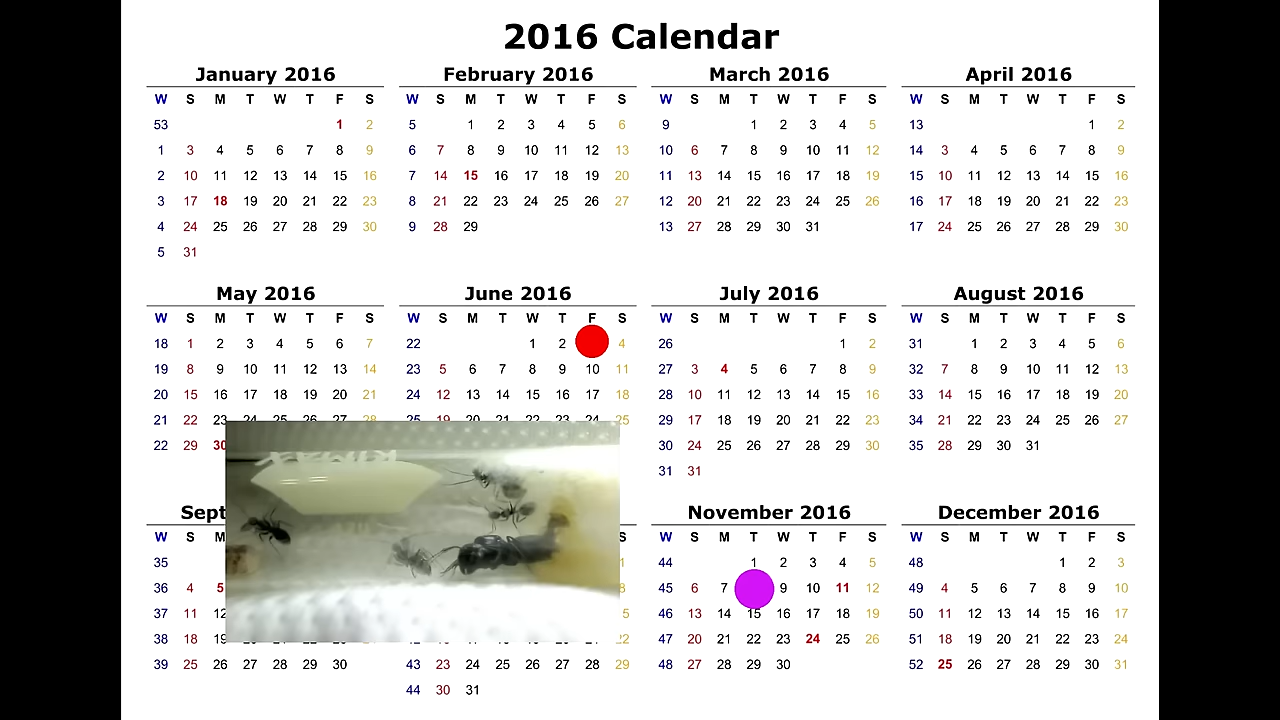 2016 Calendar
January 2016
W S M T W T F S
53 1 2
1 3 4 5 6 7 8 9
2 10 11 12 13 14 15 16
3 17 18 19 20 21 22 23
4 24 25 26 27 28 29 30
5 31
February 2016
W S M T W T F S
5 1 2 3 4 5 6
6 7 8 9 10 11 12 13
7 14 15 16 17 18 19 20
8 21 22 23 24 25 26 27
9 28 29
March 2016
W S M T W T F S
9 1 2 3 4 5
10 6 7 8 9 10 11 12
11 13 14 15 16 17 18 19
12 20 21 22 23 24 25 26
13 27 28 29 30 31
April 2016
W S M T W T F S
13 1 2
14 3 4 5 6 7 8 9
15 10 11 12 13 14 15 16
16 17 18 19 20 21 22 23
17 24 25 26 27 28 29 30
May 2016
W S M T W T F S
18 1 2 3 4 5 6 7
19 8 9 10 11 12 13 14
20 15 16 17 18 19 20 21
21 22 23 24 25 26 27 28
22 29 30
June 2016
W S M T W T F S
22 1 2 4
23 5 6 7 8 9 10 11
24 12 13 14 15 16 17 18
25 19 20 21 22 23 24 25
July 2016
W S M T W T F S
26 1 2
27 3 4 5 6 7 8 9
28 10 11 12 13 14 15 16
29 17 18 19 20 21 22 23
30 24 25 26 27 28 29 30
31 31
August 2016
W S M T W T F S
31 1 2 3 4 5 6
32 7 8 9 10 11 12 13
33 14 15 16 17 18 19 20
34 21 22 23 24 25 26 27
35 28 29 30 31
KIMAX
Sept
W S M
35
36 4 5
37 11 12
38 18 19
39 25 26 27 28 29 30
43 23 24 25 26 27 28 29
44 30 31
November 2016
W S M T W T F S
44 1 2 3 4 5
45 6 7 9 10 11 12
46 13 14 15 16 17 18 19
47 20 21 22 23 24 25 26
48 27 28 29 30
December 2016
W S M T W T F S
48 1 2 3
49 4 5 6 7 8 9 10
50 11 12 13 14 15 16 17
51 18 19 20 21 22 23 24
52 25 26 27 28 29 30 31